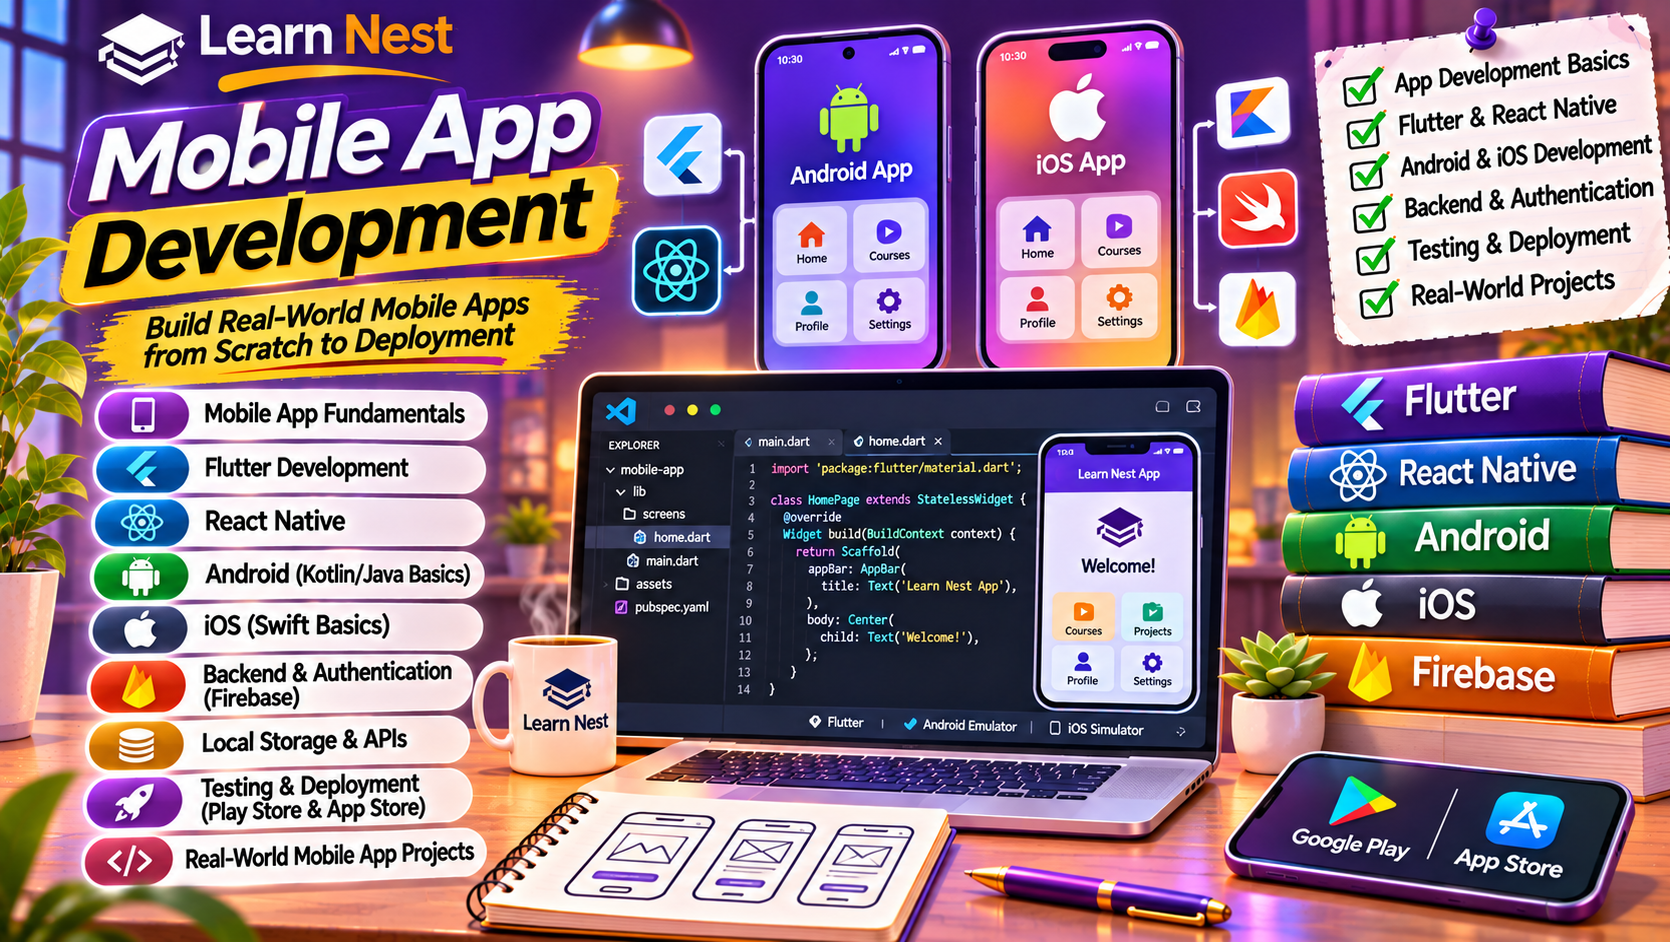 Learn Nest
Mobile App
Development
Build Real-World Mobile Apps
from Scratch to Deployment
Mobile App Fundamentals
Flutter Development
React Native
Android (Kotlin/Java Basics)
iOS (Swift Basics)
Backend & Authentication
(Firebase)
Local Storage & APIs
Testing & Deployment
(Play Store & App Store)
</>
Real-World Mobile App Projects
10:30
Android App
Home
Courses
Profile
Settings
10:30
iOS App
Home
Courses
Profile
Settings
App Development Basics
Flutter & React Native
Android & iOS Development
Backend & Authentication
Testing & Deployment
Real-World Projects
EXPLORER
mobile-app
lib
screens
home.dart
main.dart
assets
pubspec.yaml
main.dart ×
home.dart ×
1 import 'package:flutter/material.dart';
2
3 class HomePage extends StatelessWidget {
4 @override
5 Widget build(BuildContext context) {
6 return Scaffold(
7 appBar: AppBar(
8 title: Text('Learn Nest App'),
9 ),
10 body: Center(
11 child: Text('Welcome!'),
12 );
13 }
14 }
Learn Nest App
Welcome!
Courses
Projects
Profile
Settings
Flutter | Android Emulator | iOS Simulator
Learn Nest
Flutter
React Native
Android
iOS
Firebase
Google Play
App Store